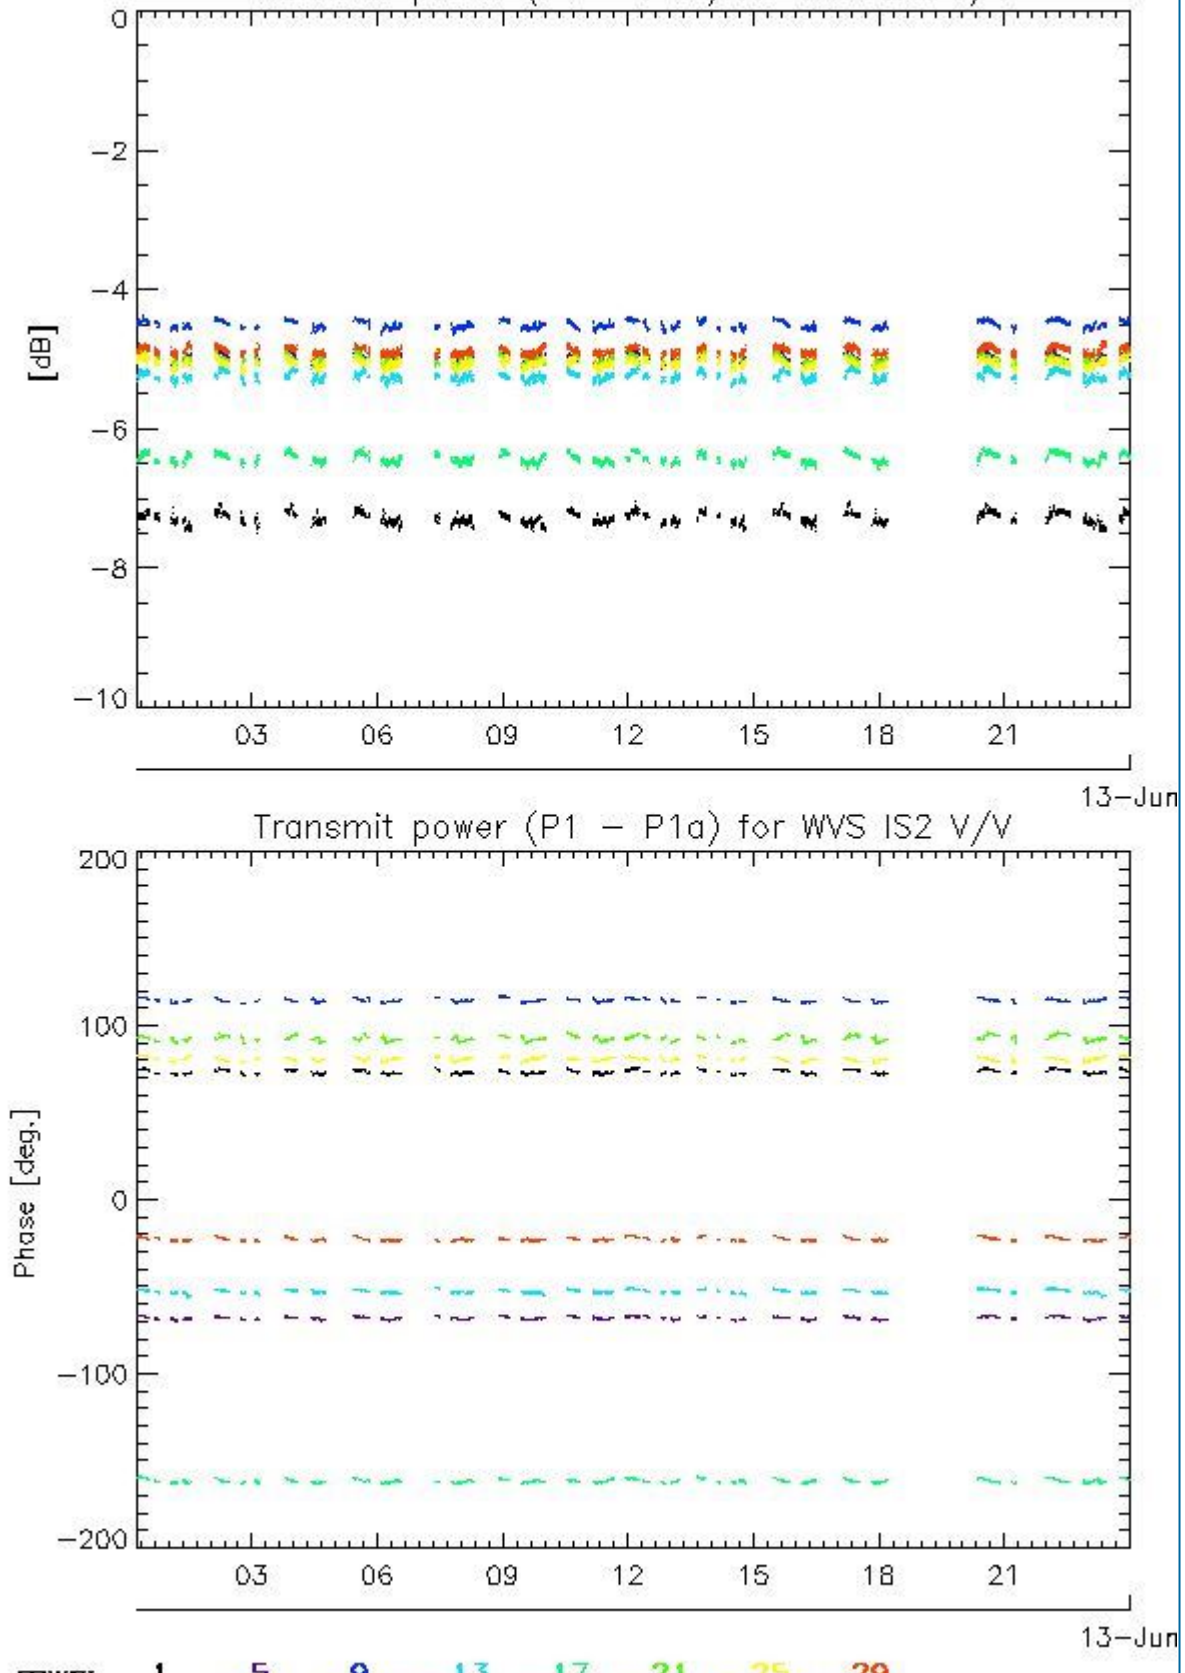 0
−2
−4
[dB]
−6
−8
−10
03 06 09 12 15 18 21
13-Jun
Transmit power (P1 − P1a) for WVS IS2 V/V
200
100
Phase [deg.]
0
−100
−200
03 06 09 12 15 18 21
13-Jun
1 5 9 13 17 21 25 29